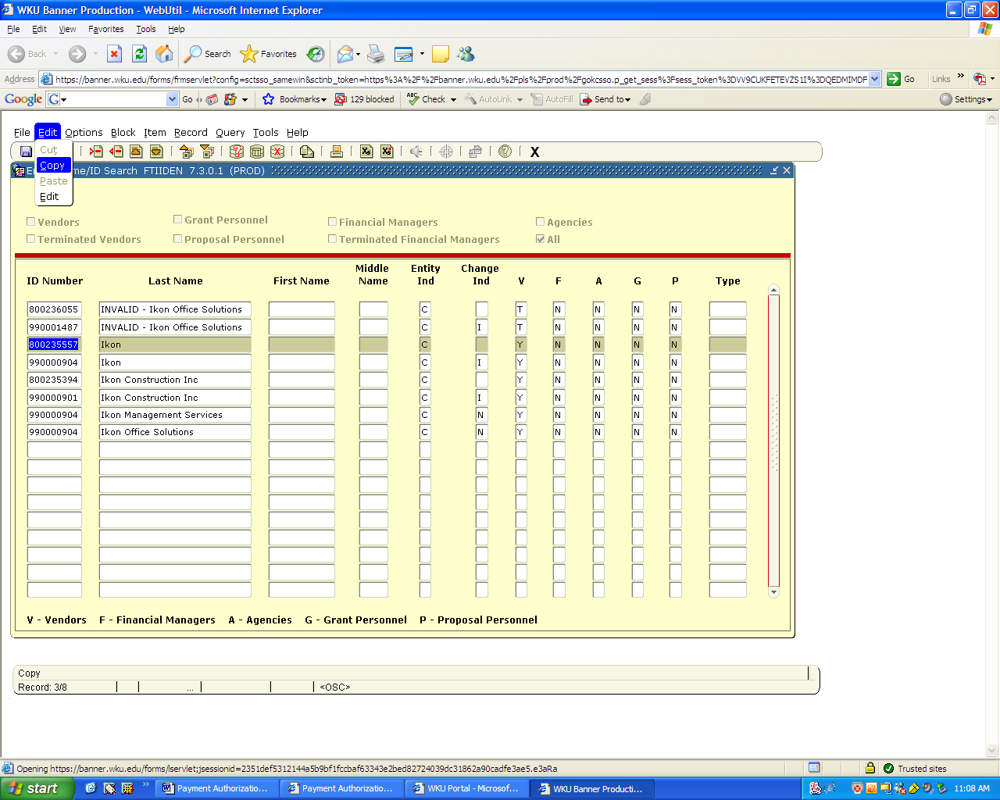 WKU Banner Production - WebUtil - Microsoft Internet Explorer
File Edit View Favorites Tools Help
Back Search Favorites
Address https://banner.wku.edu/forms/frmservlet?config=sctsso_samewin&sctinb_token=https%3A%2F%2Fbanner.wku.edu%2Fpls%2Fprod%2Fgokcsso.p_get_sess%3Fsess_token%3DVV9CUKFETEVZS1I%3DQEDMIMDF Go Links »
Google G Go Bookmarks 129 blocked Check AutoLink AutoFill Send to Settings
File Edit Options Block Item Record Query Tools Help
Cut
Copy
Paste
Edit
me/ID Search FTIIDEN 7.3.0.1 (PROD)
Vendors Grant Personnel Financial Managers Agencies
Terminated Vendors Proposal Personnel Terminated Financial Managers All
ID Number Last Name First Name Middle Name Entity Ind Change Ind V F A G P Type
800236055 INVALID - Ikon Office Solutions C T N N N N
990001487 INVALID - Ikon Office Solutions C I T N N N N
800235557 Ikon C Y N N N N
990000904 Ikon C I Y N N N N
800235394 Ikon Construction Inc C Y N N N N
990000901 Ikon Construction Inc C I Y N N N N
990000904 Ikon Management Services C N Y N N N N
990000904 Ikon Office Solutions C N Y N N N N
V - Vendors F - Financial Managers A - Agencies G - Grant Personnel P - Proposal Personnel
Copy
Record: 3/8 ... <OSC>
Opening https://banner.wku.edu/forms/lservlet;jsessionid=2351def5312144a5b9bf1fccbaf63343e2bed82724039dc31862a90cadfe3ae5.e3aRa Trusted sites
start » Payment Authorizatio... Payment Authorizatio... WKU Portal - Microsof... WKU Banner Producti... 11:08 AM